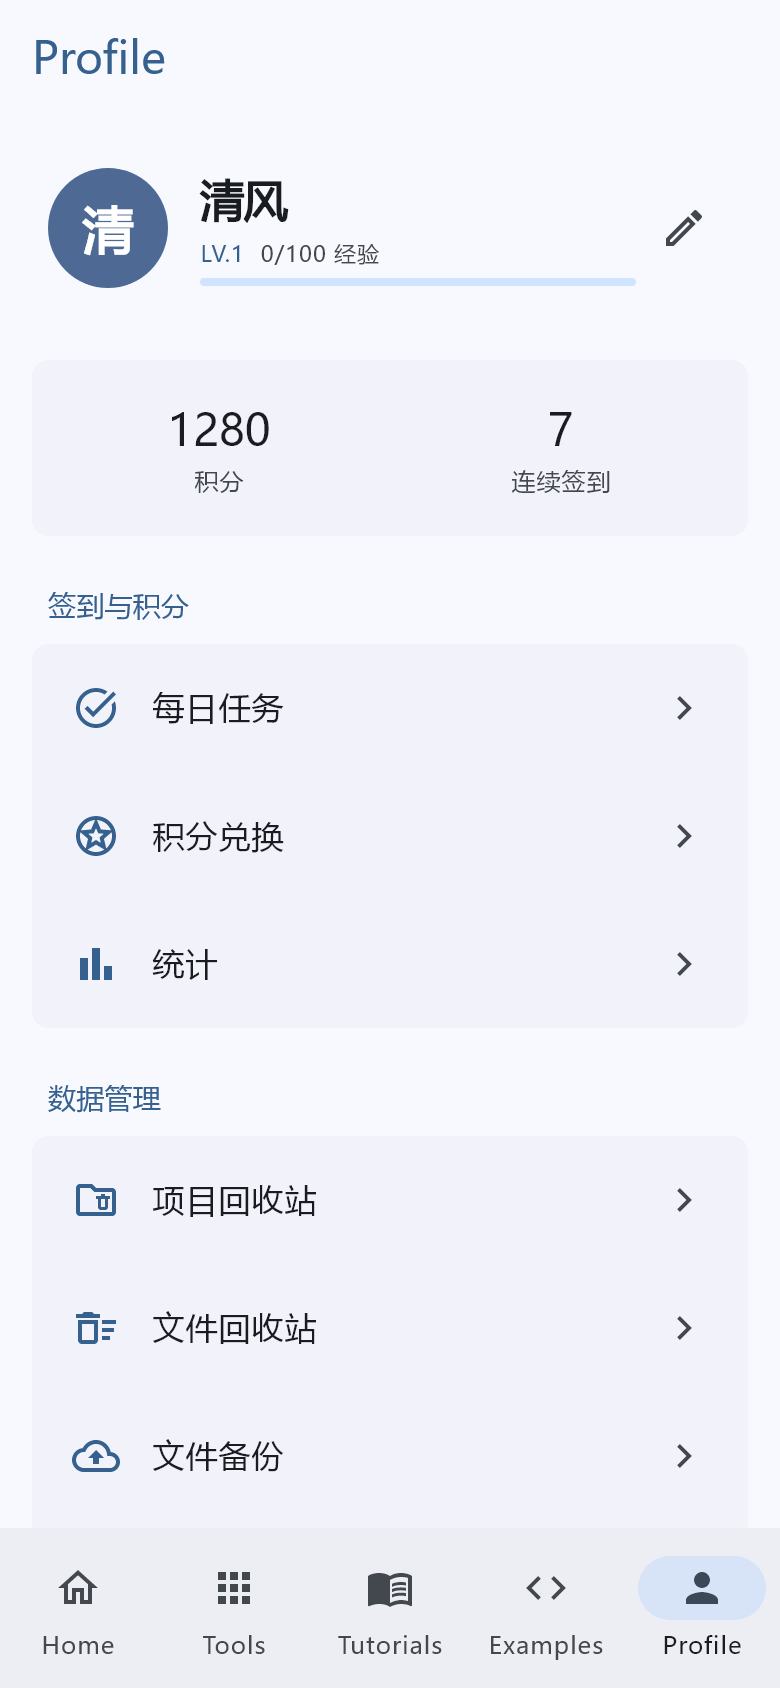 Profile
清
清风
LV.1 0/100 经验
1280
积分
7
连续签到
签到与积分
每日任务
积分兑换
统计
数据管理
项目回收站
文件回收站
文件备份
Home
Tools
Tutorials
Examples
Profile